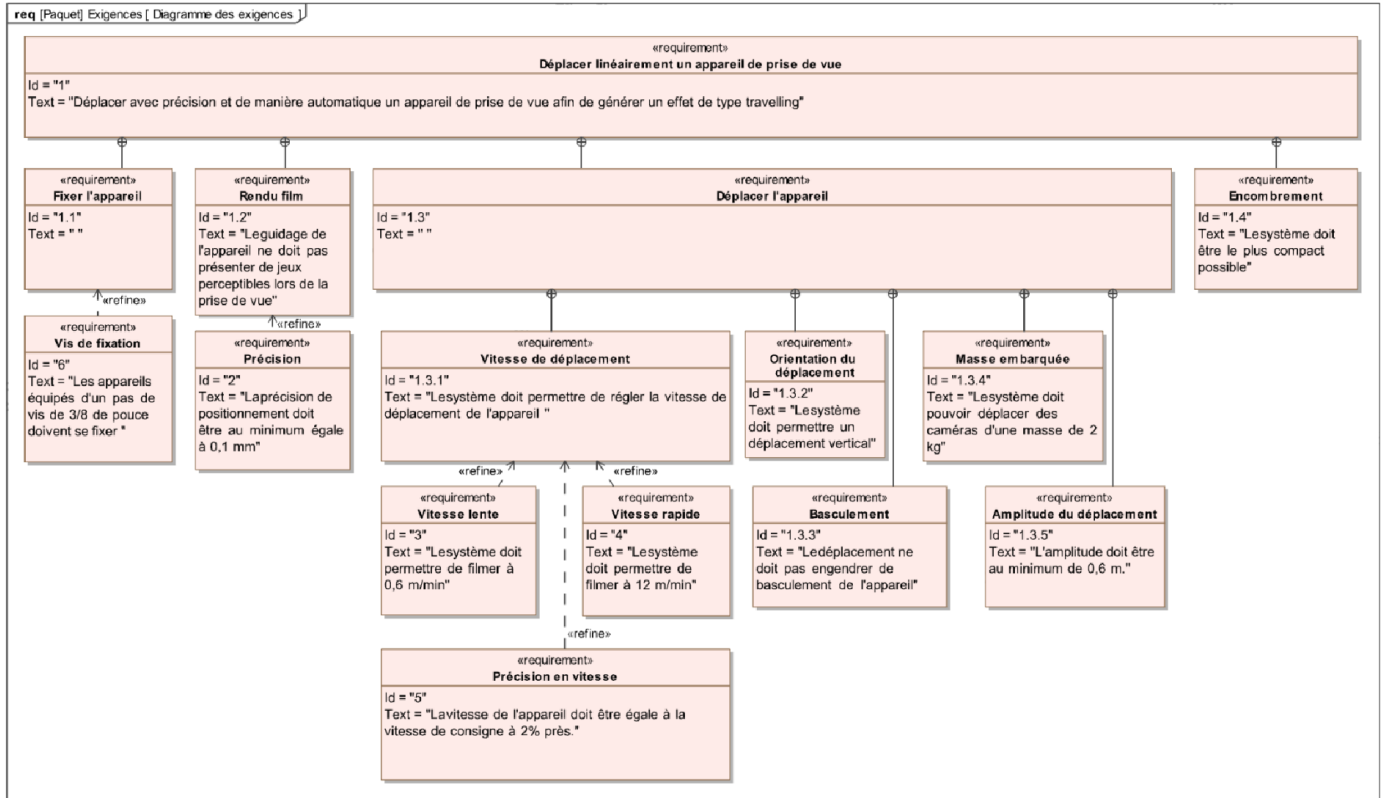 req [Paquet] Exigences [ Diagramme des exigences ]
«requirement»
Déplacer linéairement un appareil de prise de vue
Id = "1"
Text = "Déplacer avec précision et de manière automatique un appareil de prise de vue afin de générer un effet de type travelling"
«requirement»
Fixer l'appareil
Id = "1.1"
Text = " "
«requirement»
Rendu film
Id = "1.2"
Text = "Leguidage de
l'appareil ne doit pas
présenter de jeux
perceptibles lors de la
prise de vue"
«requirement»
Déplacer l'appareil
Id = "1.3"
Text = " "
«requirement»
Encombrement
Id = "1.4"
Text = "Lesystème doit
être le plus compact
possible"
«refine»
«refine»
«requirement»
Vis de fixation
Id = "6"
Text = "Les appareils
équipés d'un pas de
vis de 3/8 de pouce
doivent se fixer "
«requirement»
Précision
Id = "2"
Text = "Laprécision de
positionnement doit
être au minimum égale
à 0,1 mm"
«requirement»
Vitesse de déplacement
Id = "1.3.1"
Text = "Lesystème doit permettre de régler la vitesse de
déplacement de l'appareil "
«requirement»
Orientation du
déplacement
Id = "1.3.2"
Text = "Lesystème
doit permettre un
déplacement vertical"
«requirement»
Masse embarquée
Id = "1.3.4"
Text = "Lesystème doit
pouvoir déplacer des
caméras d'une masse de 2
kg"
«refine»
«refine»
«requirement»
Vitesse lente
Id = "3"
Text = "Lesystème doit
permettre de filmer à
0,6 m/min"
«requirement»
Vitesse rapide
Id = "4"
Text = "Lesystème
doit permettre de
filmer à 12 m/min"
«requirement»
Basculement
Id = "1.3.3"
Text = "Ledéplacement ne
doit pas engendrer de
basculement de l'appareil"
«requirement»
Amplitude du déplacement
Id = "1.3.5"
Text = "L'amplitude doit être
au minimum de 0,6 m."
«refine»
«requirement»
Précision en vitesse
Id = "5"
Text = "Lavitesse de l'appareil doit être égale à la
vitesse de consigne à 2% près."